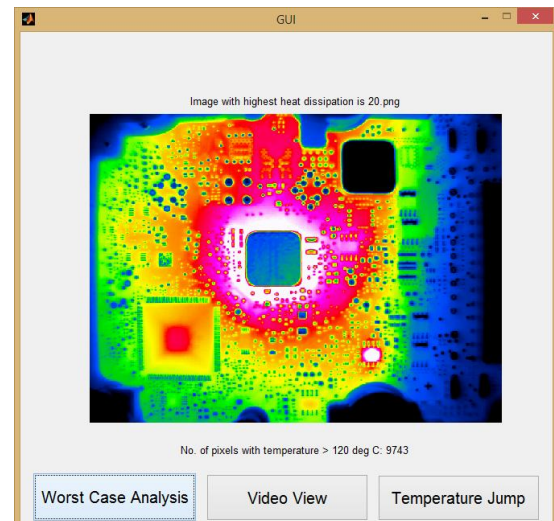 GUI
Image with highest heat dissipation is 20.png
No. of pixels with temperature > 120 deg C: 9743
Worst Case Analysis
Video View
Temperature Jump